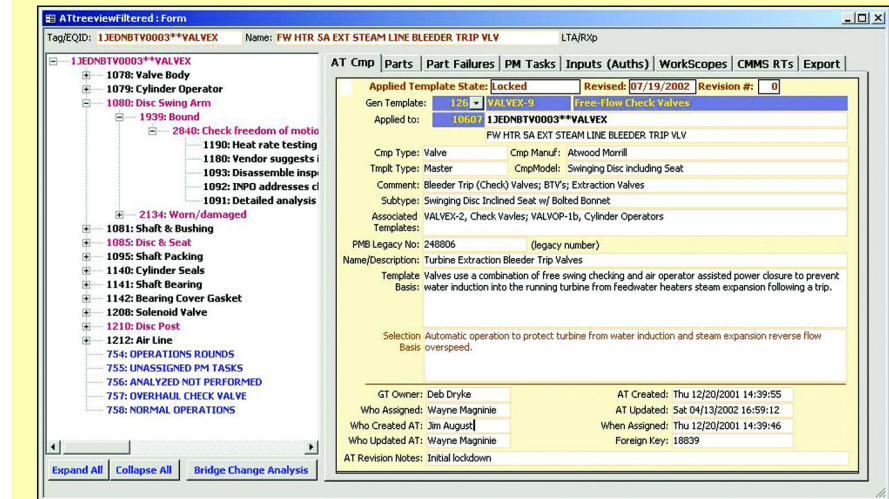 ATtreeviewFiltered : Form
Tag/EQID: 1JEDNBTV0003**VALVEX Name: FW HTR 5A EXT STEAM LINE BLEEDER TRIP VLV LTA/RXp
1JEDNBTV0003**VALVEX
1078: Valve Body
1079: Cylinder Operator
1080: Disc Swing Arm
1939: Bound
2840: Check freedom of motio
1190: Heat rate testing
1180: Vendor suggests i
1093: Disassemble insp
1092: INPO addresses cl
1091: Detailed analysis
2134: Worn/damaged
1081: Shaft & Bushing
1085: Disc & Seat
1095: Shaft Packing
1140: Cylinder Seals
1141: Shaft Bearing
1142: Bearing Cover Gasket
1208: Solenoid Valve
1210: Disc Post
1212: Air Line
754: OPERATIONS ROUNDS
755: UNASSIGNED PM TASKS
756: ANALYZED NOT PERFORMED
757: OVERHAUL CHECK VALVE
758: NORMAL OPERATIONS
Expand All Collapse All Bridge Change Analysis
AT Cmp Parts Part Failures PM Tasks Inputs (Auths) WorkScopes CMMS RTs Export
Applied Template State: Locked Revised: 07/19/2002 Revision #: 0
Gen Template: 126 VALVEX-9 Free-Flow Check Valves
Applied to: 10607 1JEDNBTV0003**VALVEX
FW HTR 5A EXT STEAM LINE BLEEDER TRIP VLV
Cmp Type: Valve Cmp Manuf: Atwood Morrill
Tmplt Type: Master CmpModel: Swinging Disc including Seat
Comment: Bleeder Trip (Check) Valves; BTV's; Extraction Valves
Subtype: Swinging Disc Inclined Seat w/ Bolted Bonnet
Associated Templates: VALVEX-2, Check Vavles; VALVOP-1b, Cylinder Operators
PMB Legacy No: 248806 (legacy number)
Name/Description: Turbine Extraction Bleeder Trip Valves
Template Valves use a combination of free swing checking and air operator assisted power closure to prevent
Basis: water induction into the running turbine from feedwater heaters steam expansion following a trip.
Selection Automatic operation to protect turbine from water induction and steam expansion reverse flow
Basis overspeed.
GT Owner: Deb Dryke AT Created: Thu 12/20/2001 14:39:55
Who Assigned: Wayne Magninie AT Updated: Sat 04/13/2002 16:59:12
Who Created AT: Jim August When Assigned: Thu 12/20/2001 14:39:46
Who Updated AT: Wayne Magninie Foreign Key: 18839
AT Revision Notes: Initial lockdown